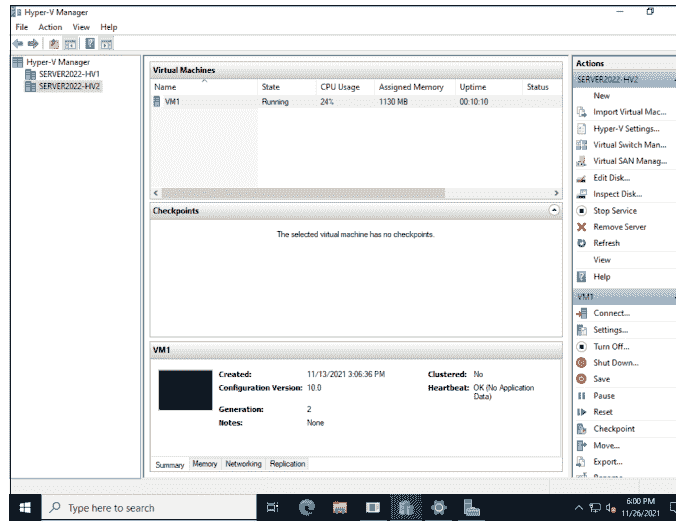 Hyper-V Manager
File Action View Help
Hyper-V Manager
SERVER2022-HV1
SERVER2022-HV2
Virtual Machines
Name State CPU Usage Assigned Memory Uptime Status
VM1 Running 24% 1130 MB 00:10:10
Checkpoints
The selected virtual machine has no checkpoints.
VM1
Created: 11/13/2021 3:06:36 PM Clustered: No
Configuration Version: 10.0 Heartbeat: OK (No Application Data)
Generation: 2
Notes: None
Summary Memory Networking Replication
Actions
SERVER2022-HV2
New
Import Virtual Mac...
Hyper-V Settings...
Virtual Switch Man...
Virtual SAN Manag...
Edit Disk...
Inspect Disk...
Stop Service
Remove Server
Refresh
View
Help
VM1
Connect...
Settings...
Turn Off...
Shut Down...
Save
Pause
Reset
Checkpoint
Move...
Export...
Type here to search
6:00 PM
11/26/2021